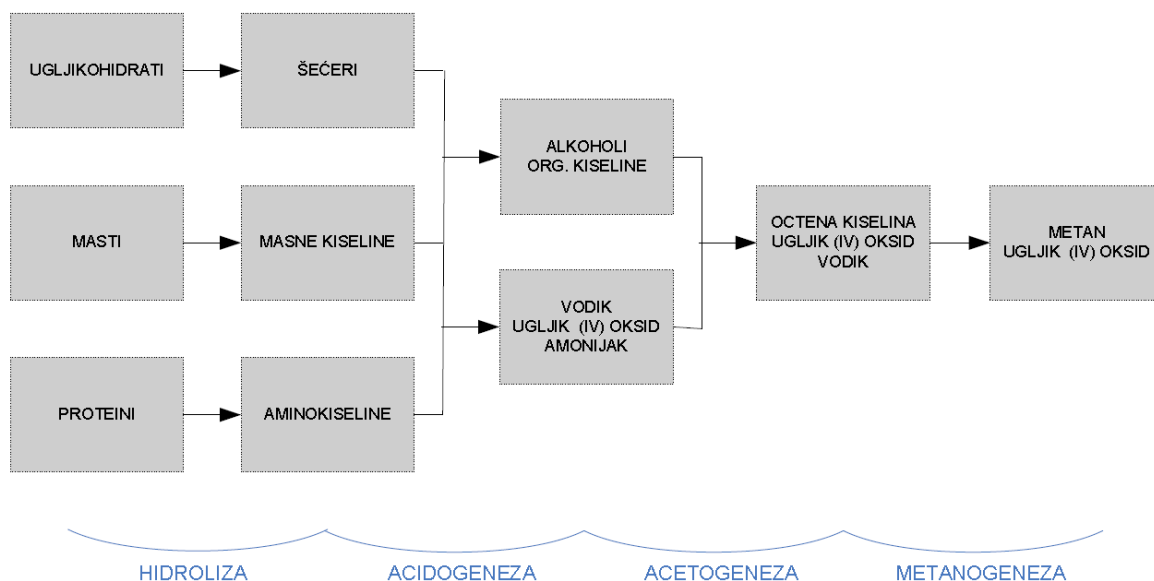 UGLJIKOHIDRATI
ŠEĆERI
ALKOHOLI
ORG. KISELINE
MASTI
MASNE KISELINE
OCTENA KISELINA
UGLJIK (IV) OKSID
VODIK
METAN
UGLJIK (IV) OKSID
VODIK
UGLJIK (IV) OKSID
AMONIJAK
PROTEINI
AMINOKISELINE
HIDROLIZA
ACIDOGENEZA
ACETOGENEZA
METANOGENEZA